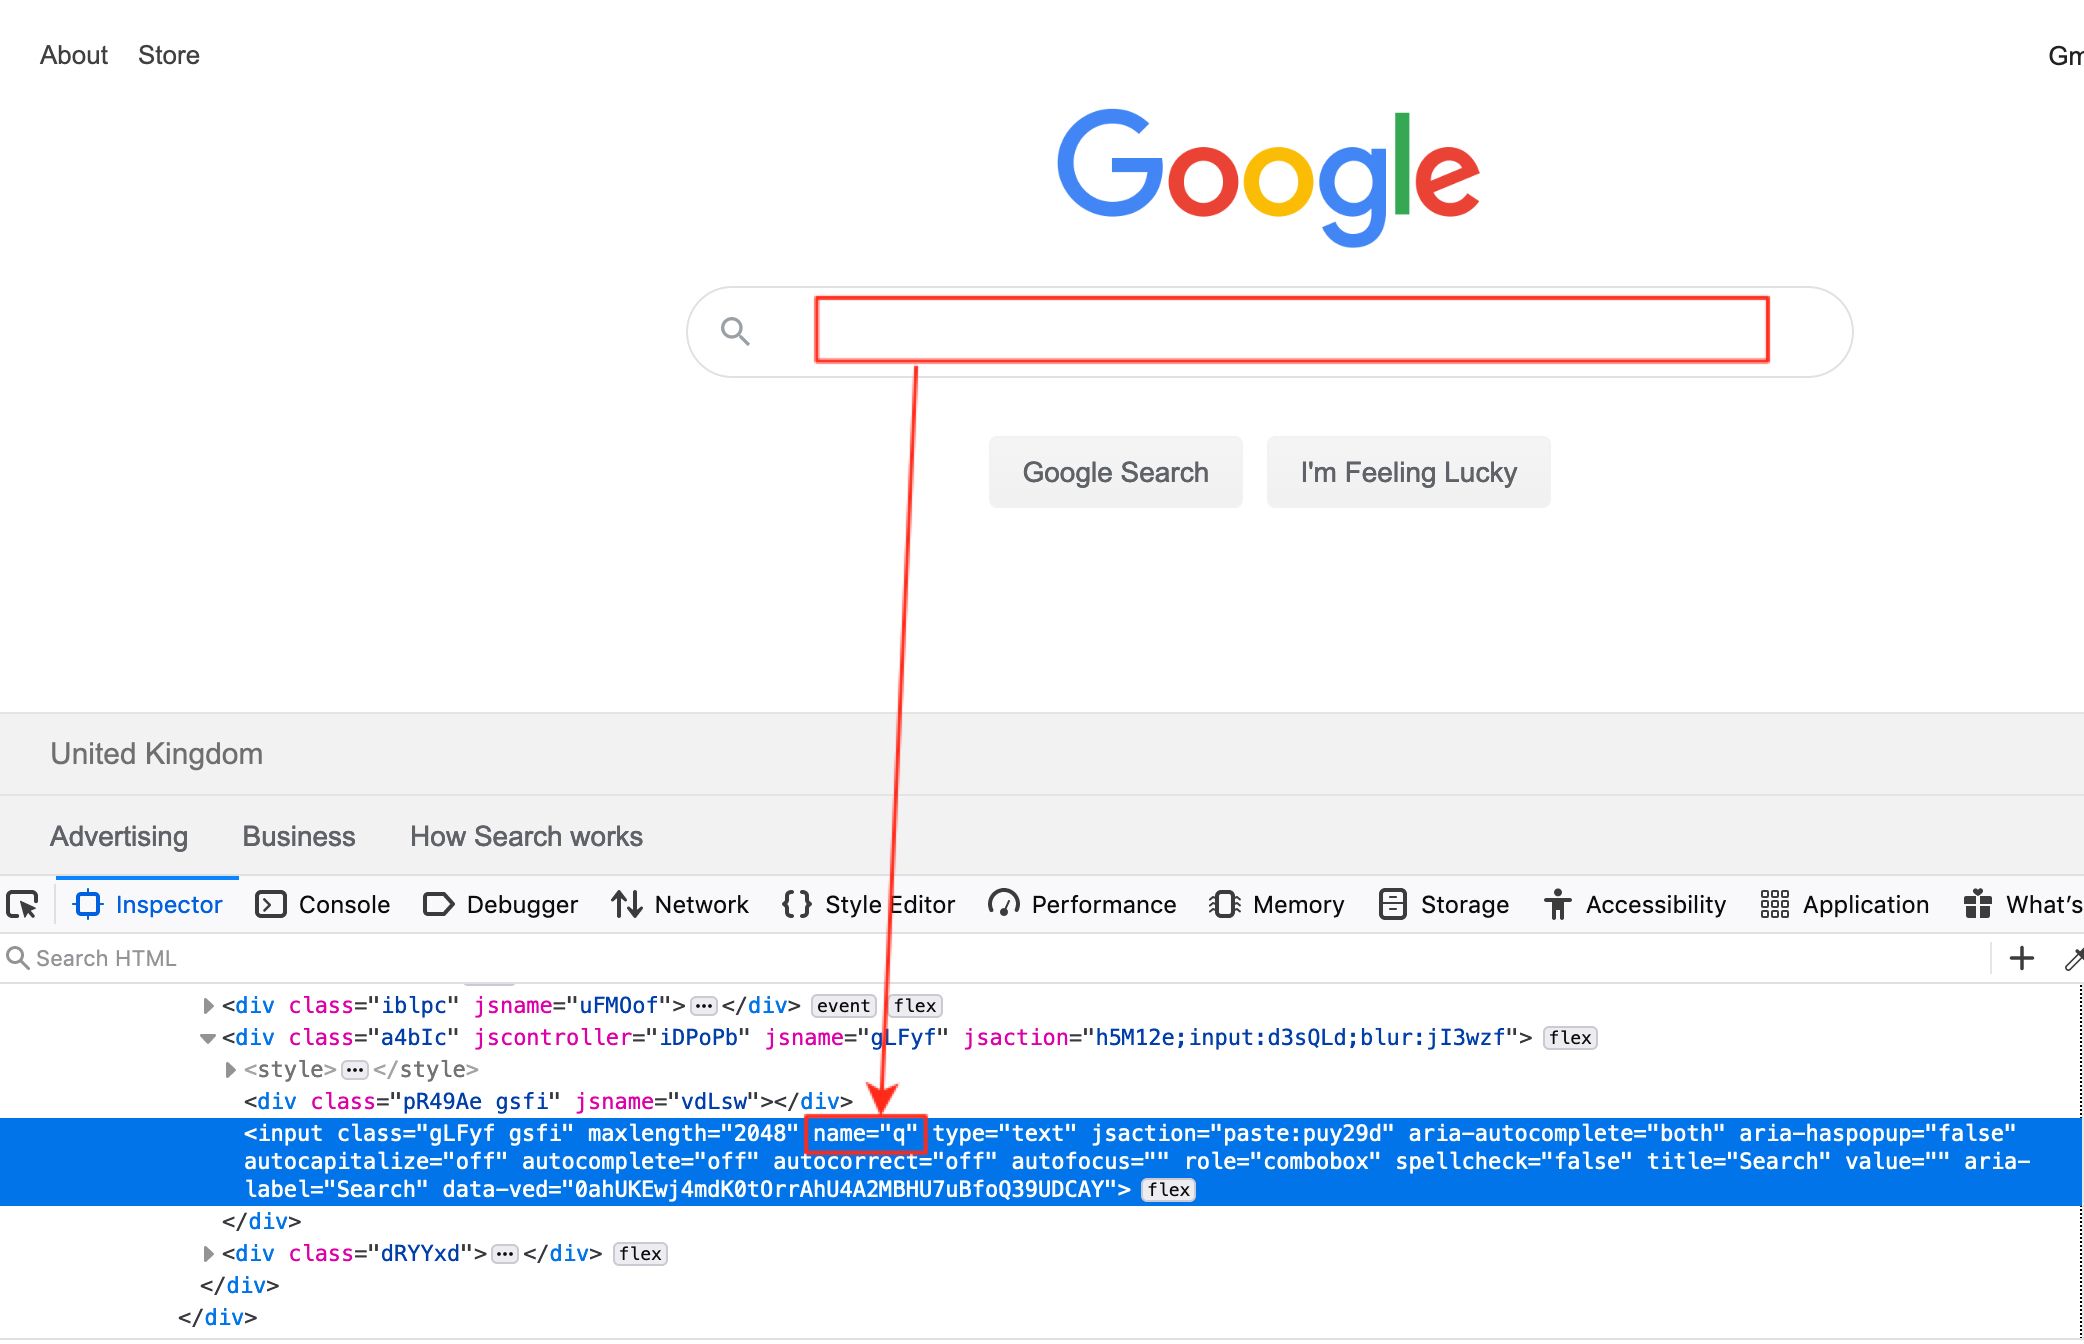 About Store Gm
Google
Google Search I'm Feeling Lucky
United Kingdom
Advertising Business How Search works
Inspector Console Debugger Network Style Editor Performance Memory Storage Accessibility Application What's
Search HTML
<div class="iblpc" jsname="uFMOof">···</div> event flex
<div class="a4bIc" jscontroller="iDPoPb" jsname="gLFyf" jsaction="h5M12e;input:d3sQLd;blur:jI3wzf"> flex
<style>···</style>
<div class="pR49Ae gsfi" jsname="vdLsw"></div>
<input class="gLFyf gsfi" maxlength="2048" name="q" type="text" jsaction="paste:puy29d" aria-autocomplete="both" aria-haspopup="false"
autocapitalize="off" autocomplete="off" autocorrect="off" autofocus="" role="combobox" spellcheck="false" title="Search" value="" aria-
label="Search" data-ved="0ahUKEwj4mdK0tOrrAhU4A2MBHU7uBfoQ39UDCAY"> flex
</div>
<div class="dRYYxd">···</div> flex
</div>
</div>